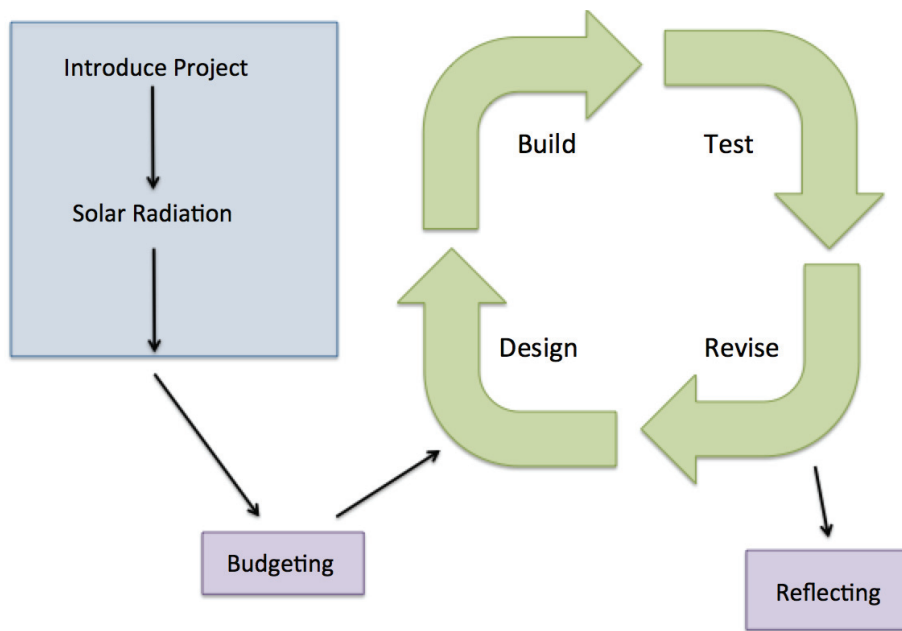 Introduce Project
Solar Radiation
Build
Test
Design
Revise
Budgeting
Reflecting